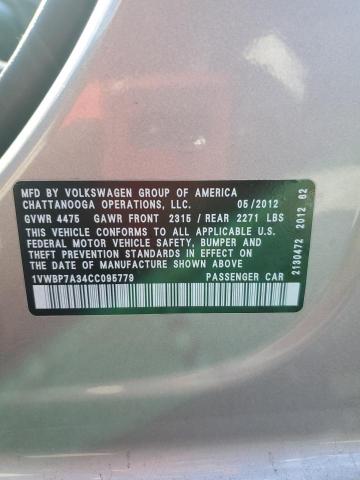 MFD BY VOLKSWAGEN GROUP OF AMERICA
CHATTANOOGA OPERATIONS, LLC. 05/2012
GVWR 4475 GAWR FRONT 2315 / REAR 2271 LBS
THIS VEHICLE CONFORMS TO ALL APPLICABLE U.S.
FEDERAL MOTOR VEHICLE SAFETY, BUMPER AND
THEFT PREVENTION STANDARDS IN EFFECT ON THE
DATE OF MANUFACTURE SHOWN ABOVE
1VWBP7A34CC095779 PASSENGER CAR
2130472 2012 62